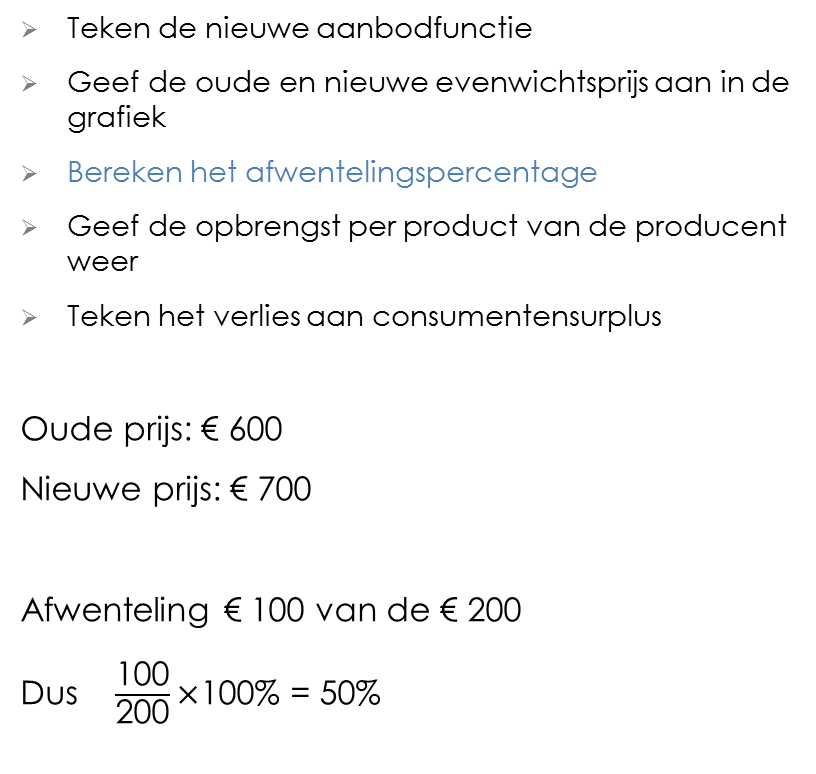 ➢ Teken de nieuwe aanbodfunctie
➢ Geef de oude en nieuwe evenwichtsprijs aan in de
grafiek
➢ Bereken het afwentelingspercentage
➢ Geef de opbrengst per product van de producent
weer
➢ Teken het verlies aan consumentensurplus
Oude prijs: € 600
Nieuwe prijs: € 700
Afwenteling € 100 van de € 200
Dus 100/200 ×100% = 50%